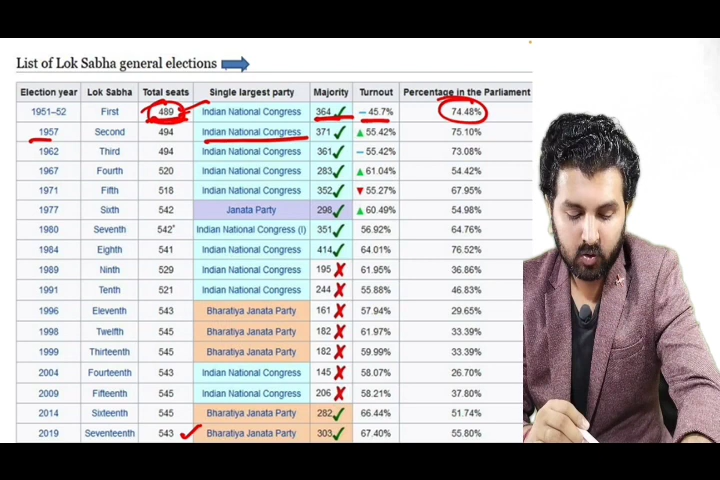 List of Lok Sabha general elections
Election year Lok Sabha Total seats Single largest party Majority Turnout Percentage in the Parliament
1951–52 First 489 Indian National Congress 364 45.7% 74.48%
1957 Second 494 Indian National Congress 371 55.42% 75.10%
1962 Third 494 Indian National Congress 361 55.42% 73.08%
1967 Fourth 520 Indian National Congress 283 61.04% 54.42%
1971 Fifth 518 Indian National Congress 352 55.27% 67.95%
1977 Sixth 542 Janata Party 298 60.49% 54.98%
1980 Seventh 542* Indian National Congress (I) 351 56.92% 64.76%
1984 Eighth 541 Indian National Congress 414 64.01% 76.52%
1989 Ninth 529 Indian National Congress 195 61.95% 36.86%
1991 Tenth 521 Indian National Congress 244 55.88% 46.83%
1996 Eleventh 543 Bharatiya Janata Party 161 57.94% 29.65%
1998 Twelfth 545 Bharatiya Janata Party 182 61.97% 33.39%
1999 Thirteenth 545 Bharatiya Janata Party 182 59.99% 33.39%
2004 Fourteenth 543 Indian National Congress 145 58.07% 26.70%
2009 Fifteenth 545 Indian National Congress 206 58.21% 37.80%
2014 Sixteenth 545 Bharatiya Janata Party 282 66.44% 51.74%
2019 Seventeenth 543 Bharatiya Janata Party 303 67.40% 55.80%